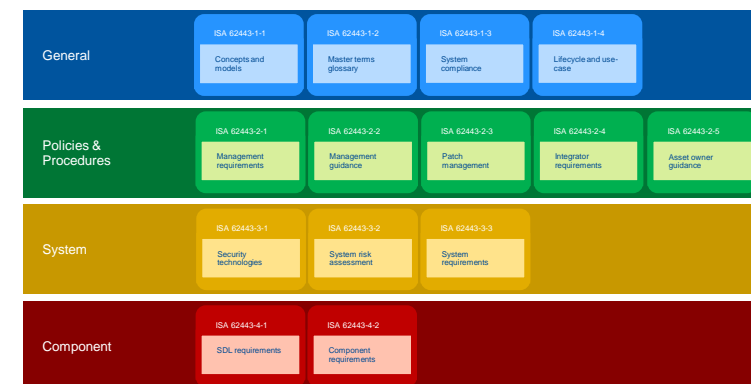 General
ISA 62443-1-1
Concepts and
models
ISA 62443-1-2
Master terms
glossary
ISA 62443-1-3
System
compliance
ISA 62443-1-4
Lifecycle and use-
case
Policies &
Procedures
ISA 62443-2-1
Management
requirements
ISA 62443-2-2
Management
guidance
ISA 62443-2-3
Patch
management
ISA 62443-2-4
Integrator
requirements
ISA 62443-2-5
Asset owner
guidance
System
ISA 62443-3-1
Security
technologies
ISA 62443-3-2
System risk
assessment
ISA 62443-3-3
System
requirements
Component
ISA 62443-4-1
SDL requirements
ISA 62443-4-2
Component
requirements